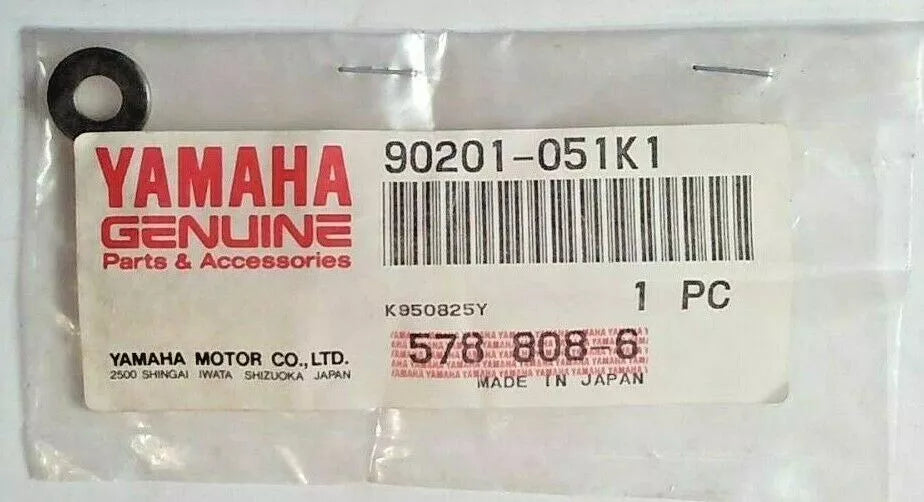 YAMAHA
GENUINE
Parts & Accessories
YAMAHA MOTOR CO.,LTD.
2500 SHINGAI IWATA SHIZUOKA JAPAN
90201-051K1
1 PC
K950825Y
578 808-6
MADE IN JAPAN